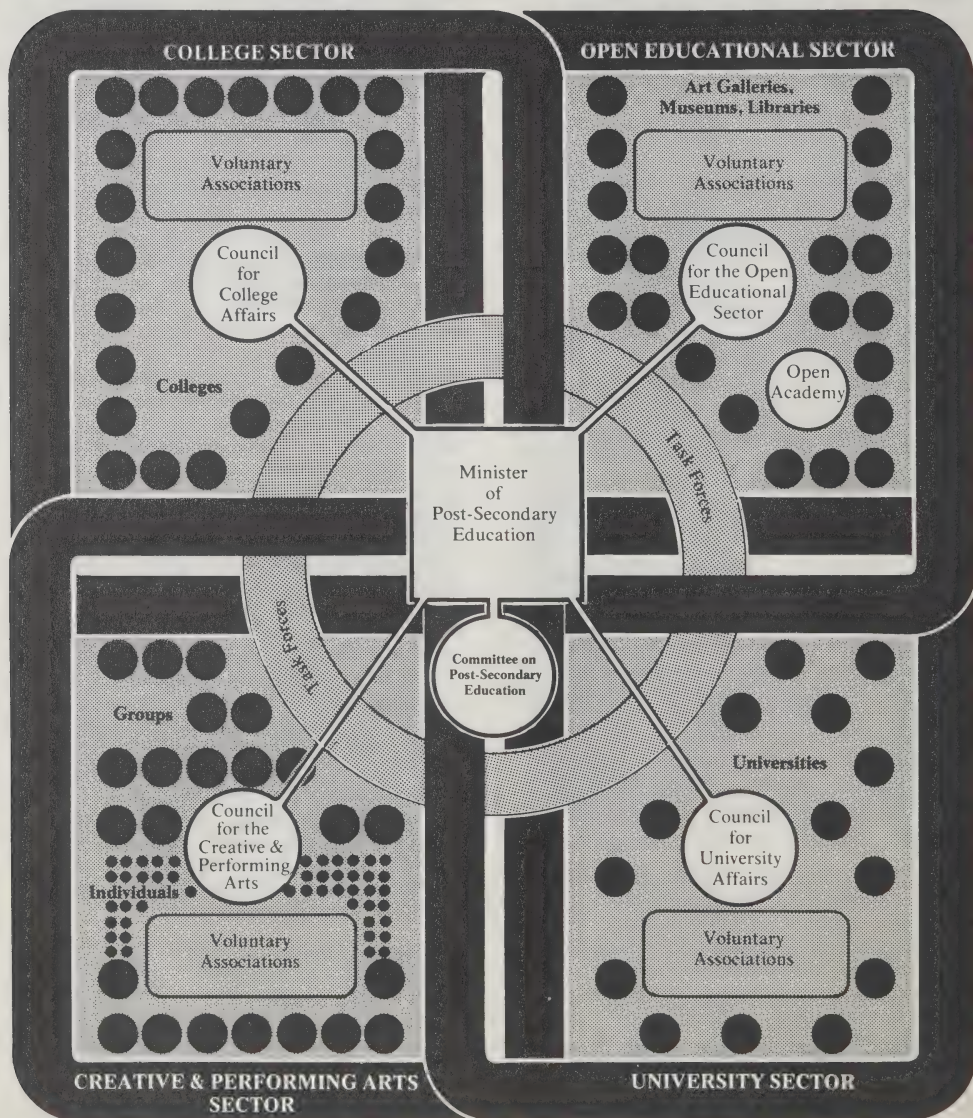 COLLEGE SECTOR
Voluntary
Associations
Council
for
College
Affairs
Colleges
OPEN EDUCATIONAL SECTOR
Art Galleries,
Museums, Libraries
Voluntary
Associations
Council
for the Open
Educational
Sector
Open
Academy
Task Forces
Minister
of
Post-Secondary
Education
Committee on
Post-Secondary
Education
Task Forces
Groups
Council
for the
Creative &
Performing
Arts
Individuals
Voluntary
Associations
CREATIVE & PERFORMING ARTS
SECTOR
Universities
Council
for
University
Affairs
Voluntary
Associations
UNIVERSITY SECTOR